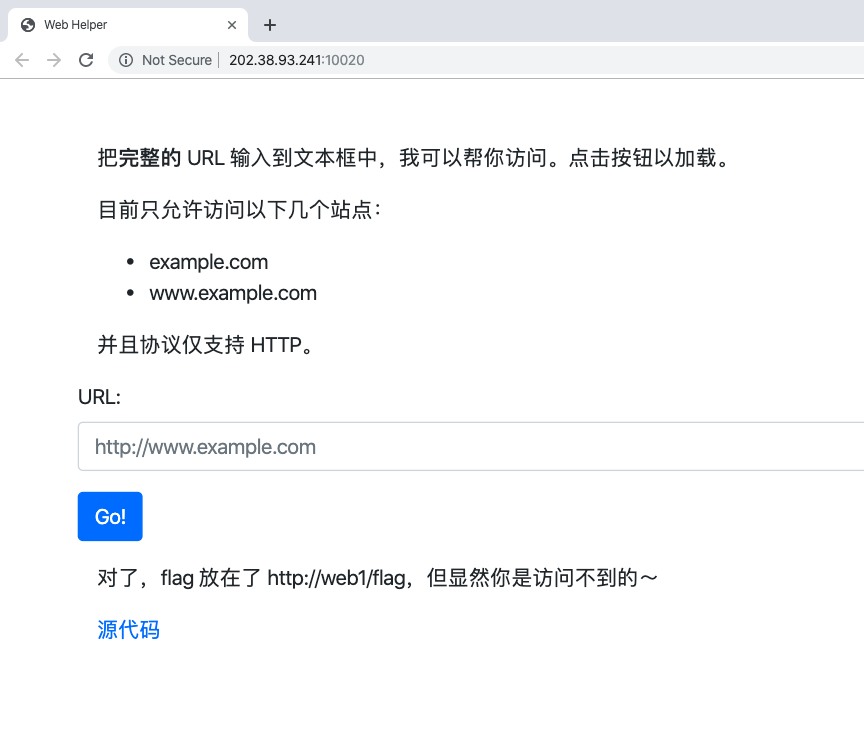 Web Helper
Not Secure 202.38.93.241:10020
把完整的 URL 输入到文本框中，我可以帮你访问。点击按钮以加载。
目前只允许访问以下几个站点：
• example.com
• www.example.com
并且协议仅支持 HTTP。
URL:
http://www.example.com
Go!
对了，flag 放在了 http://web1/flag，但显然你是访问不到的～
源代码